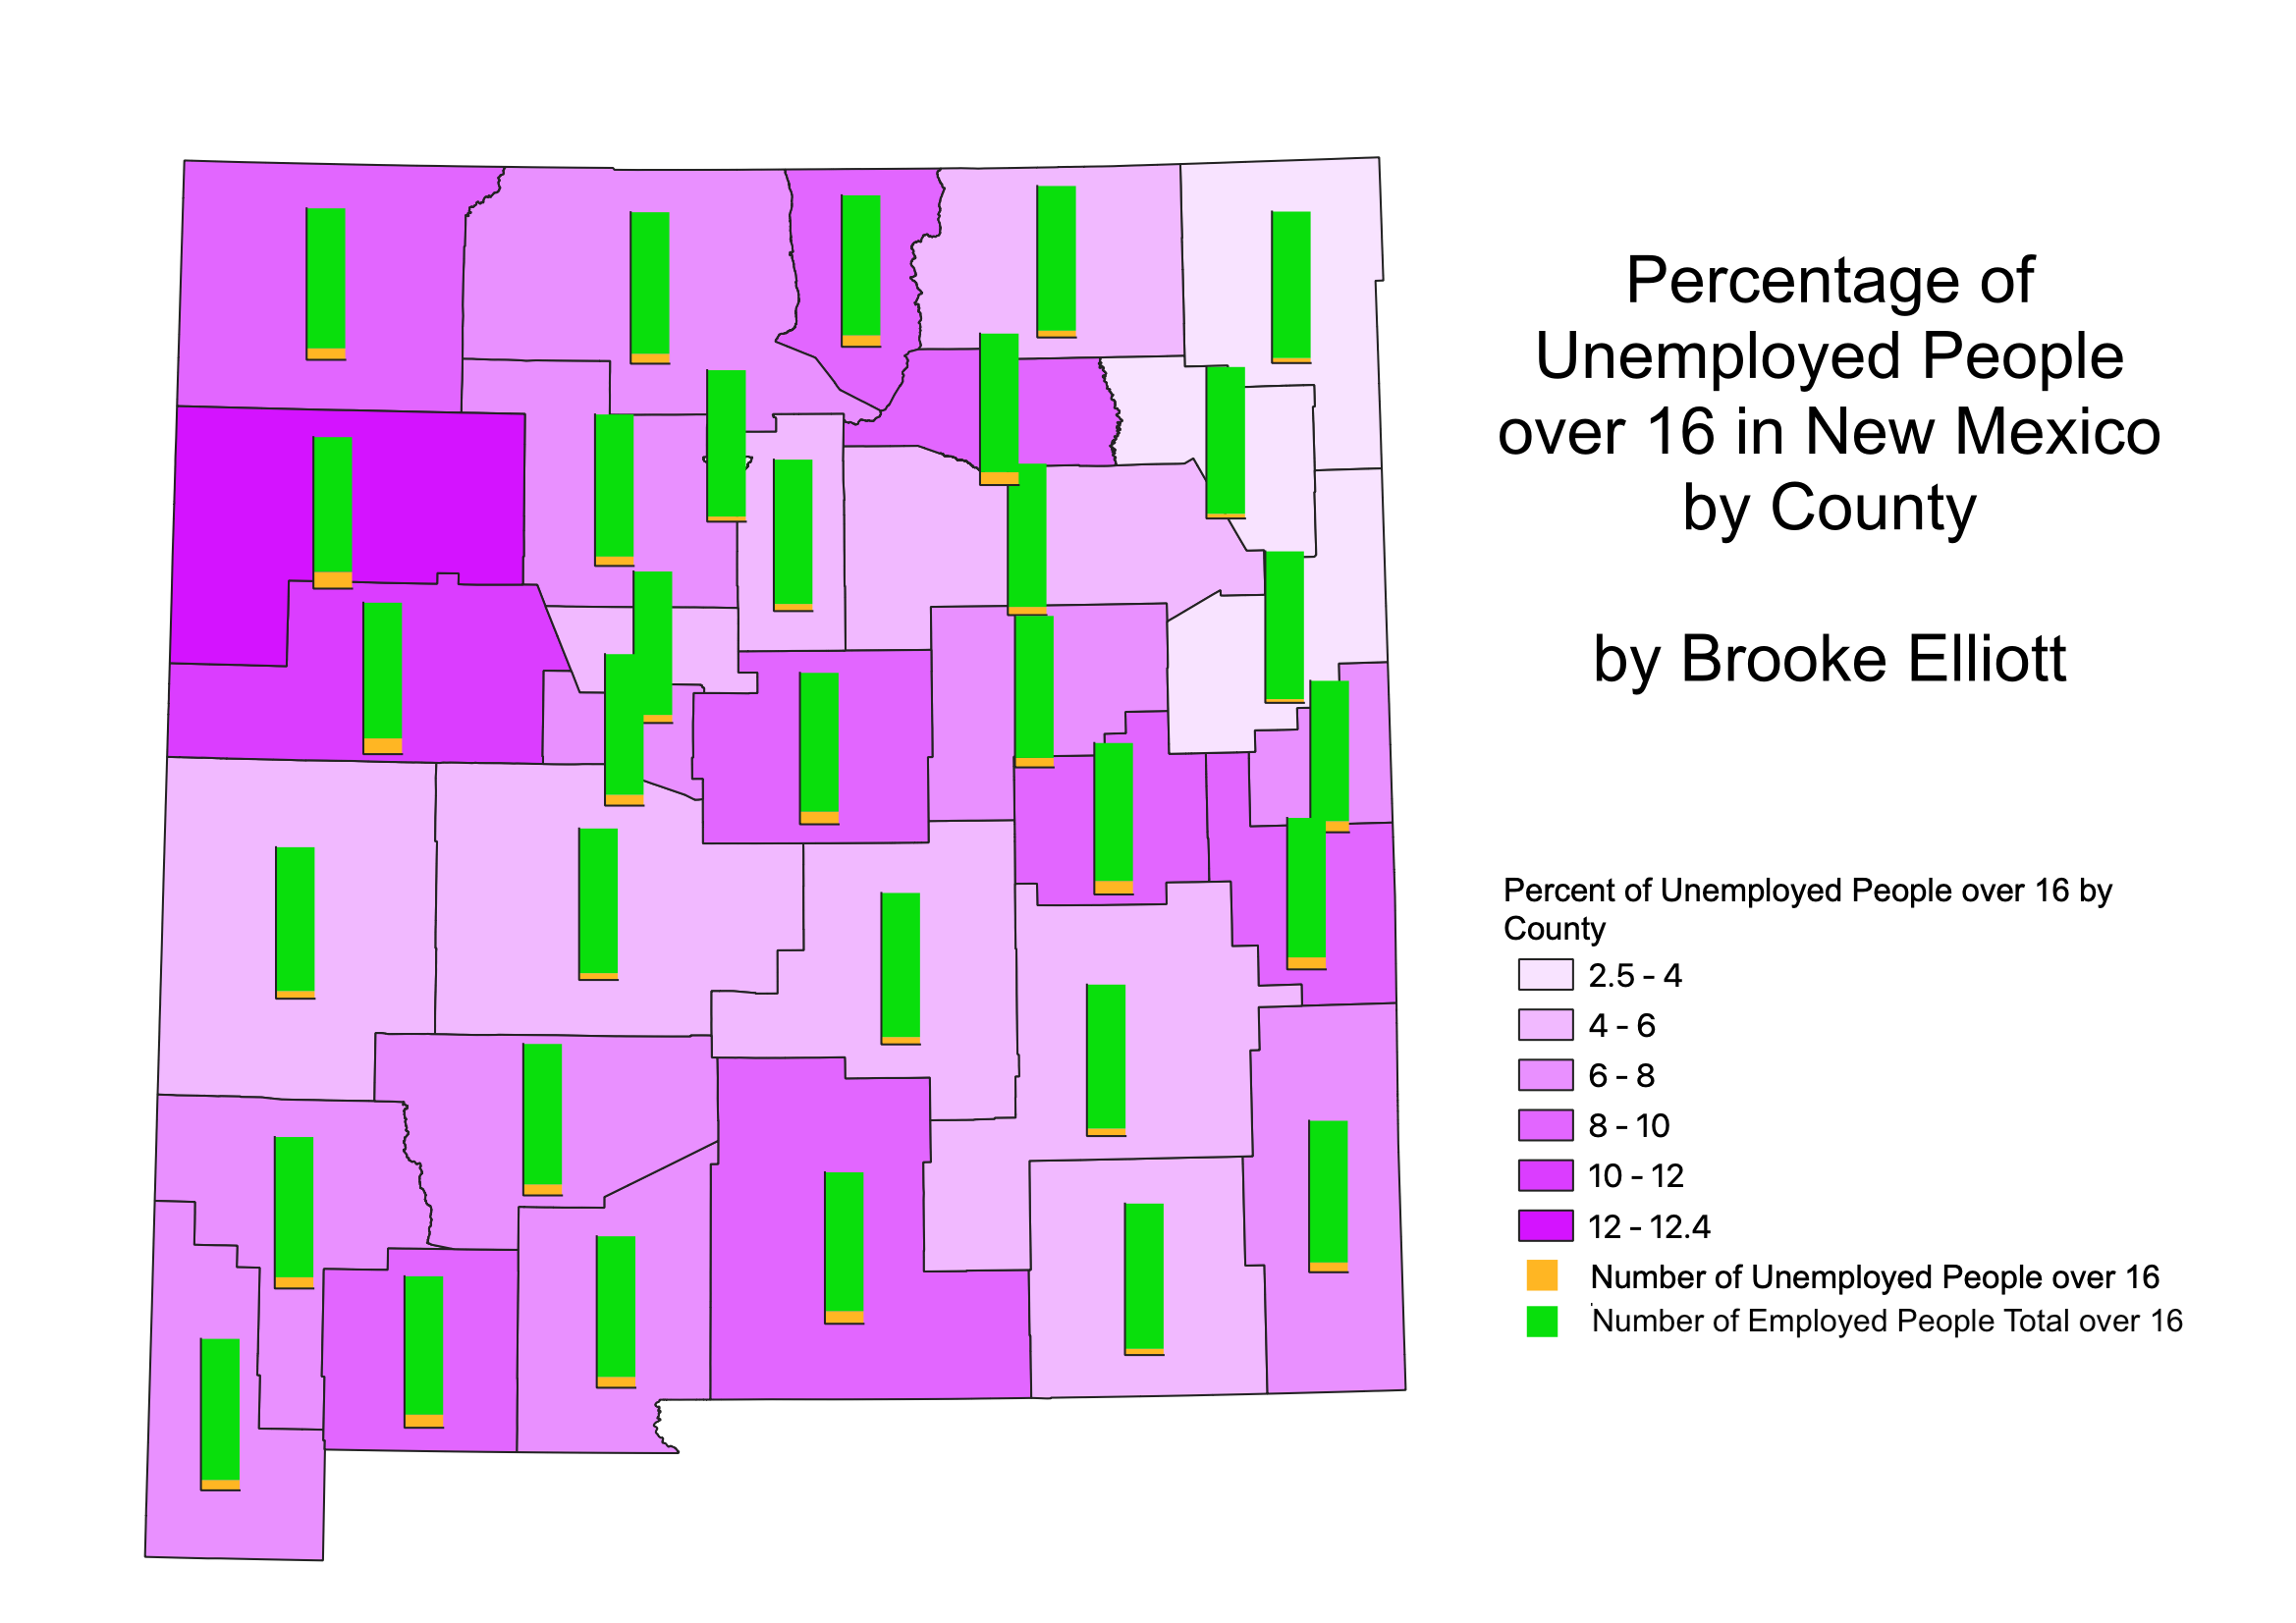 Percentage of
Unemployed People
over 16 in New Mexico
by County
by Brooke Elliott
Percent of Unemployed People over 16 by
County
2.5 - 4
4 - 6
6 - 8
8 - 10
10 - 12
12 - 12.4
Number of Unemployed People over 16
Number of Employed People Total over 16